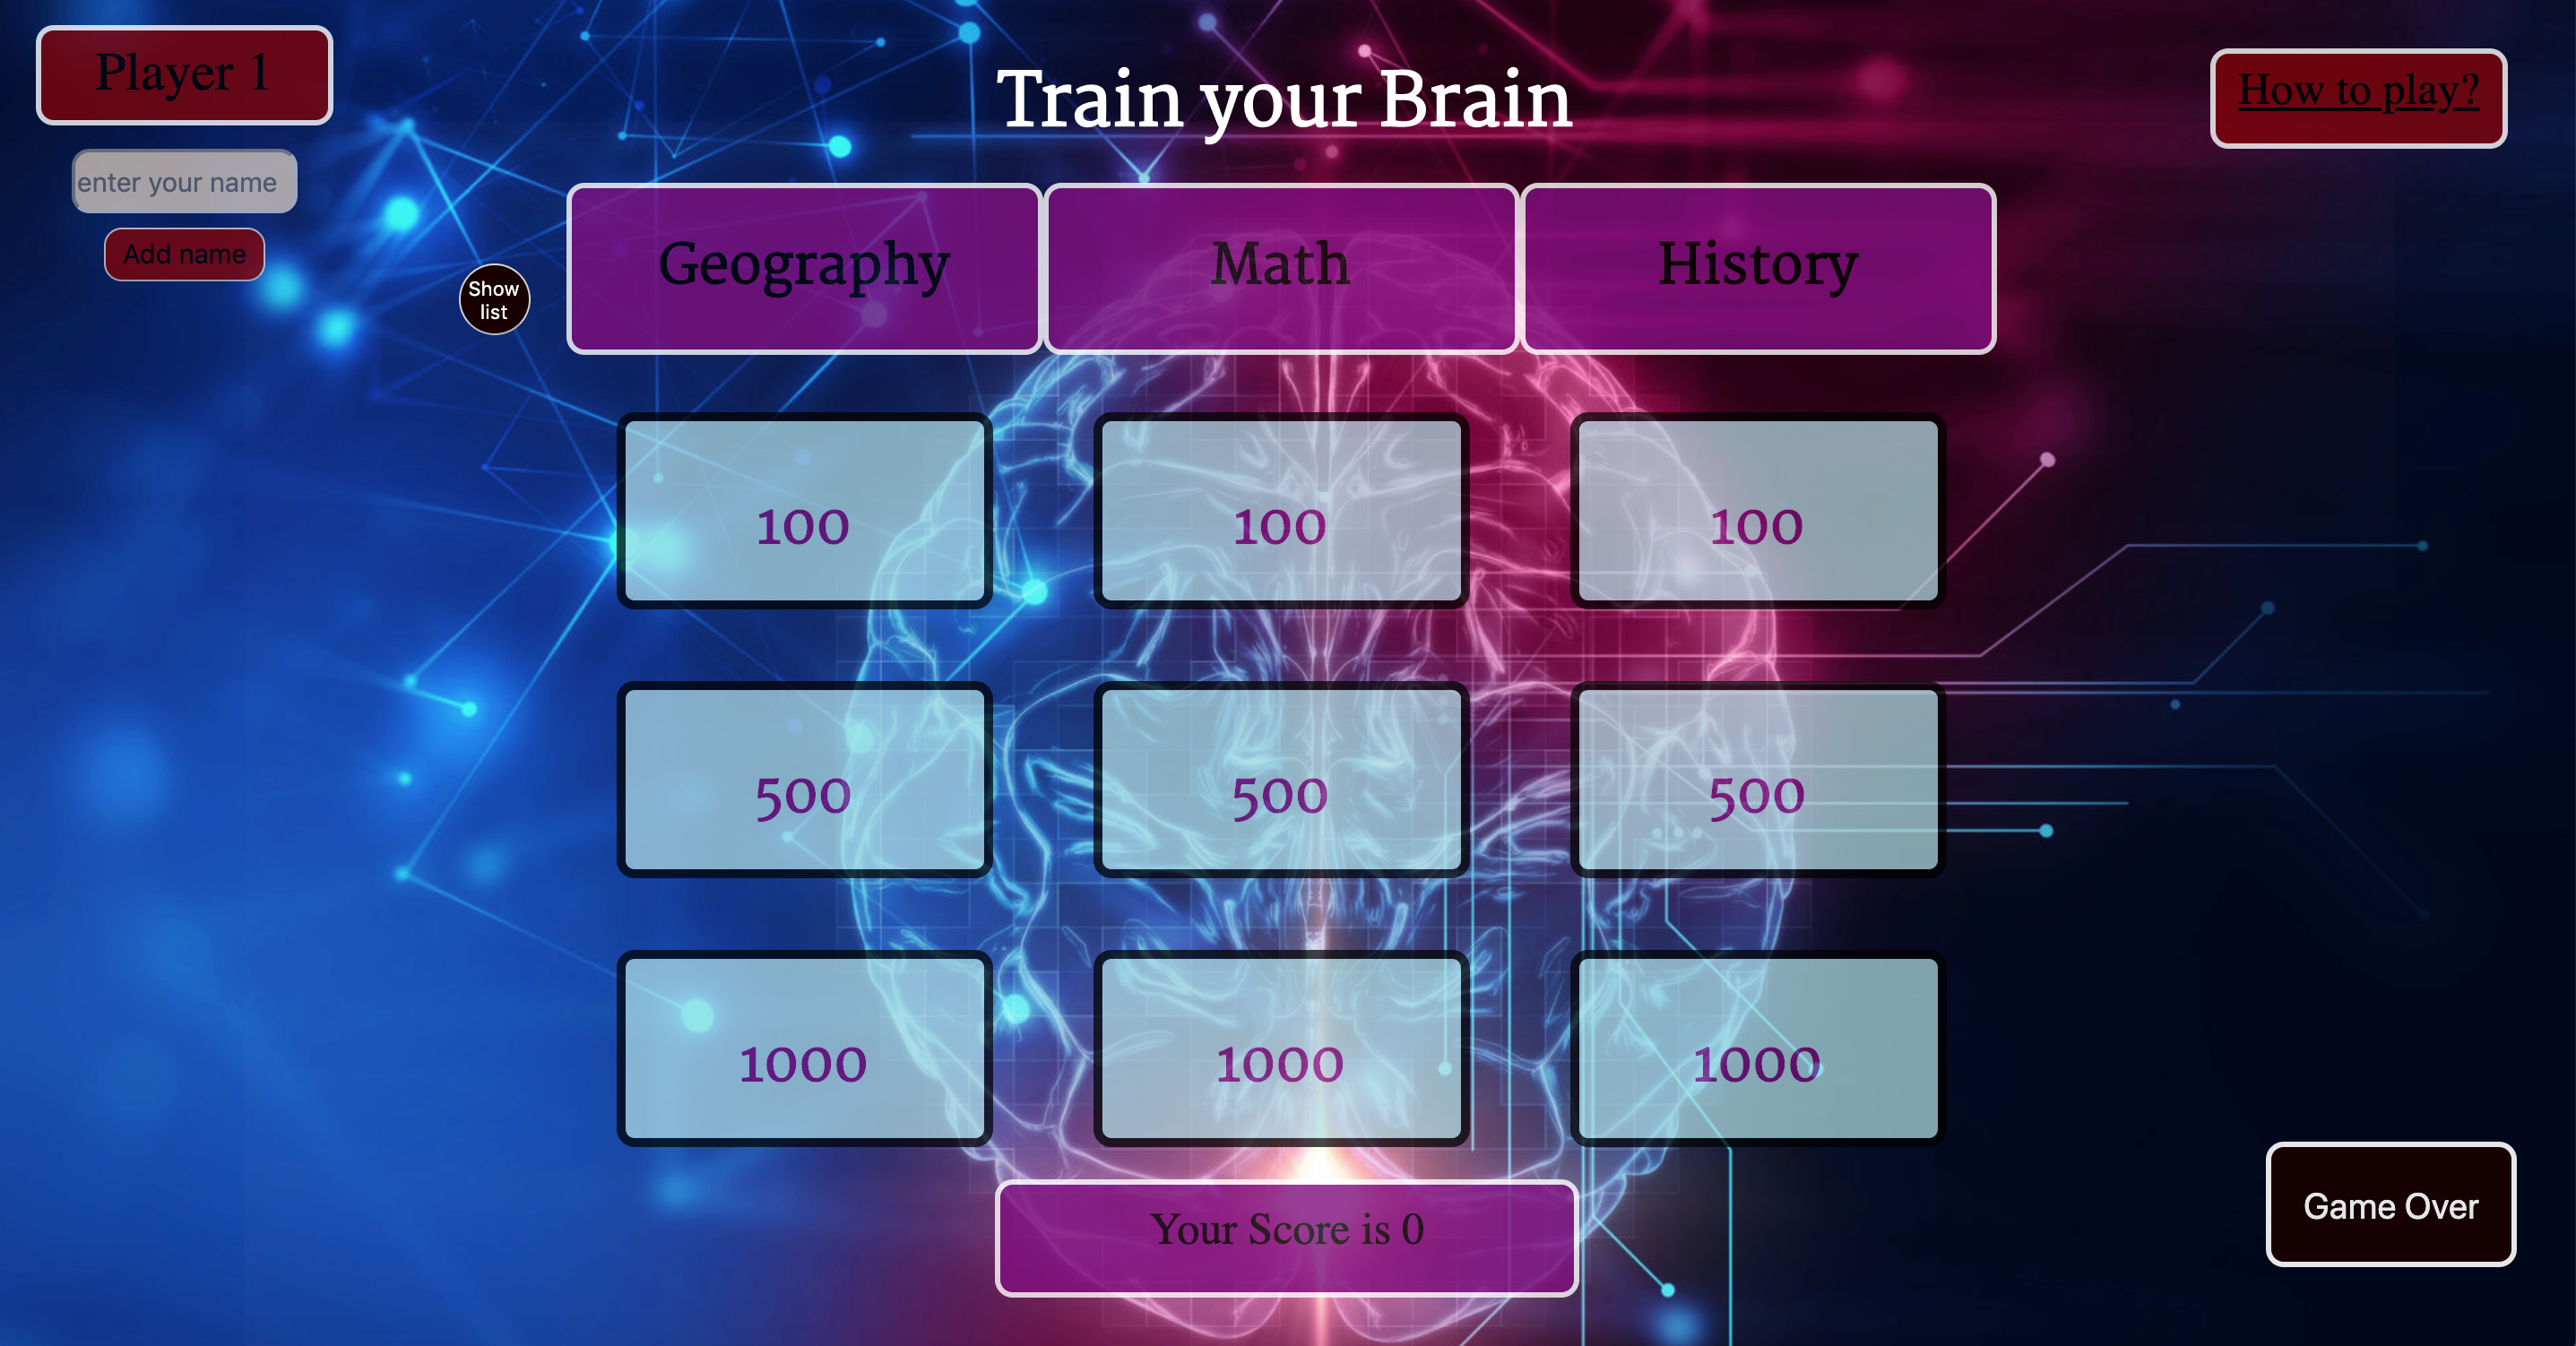 Player 1
Train your Brain
How to play?
enter your name
Add name
Show
list
Geography Math History
100 100 100
500 500 500
1000 1000 1000
Your Score is 0
Game Over